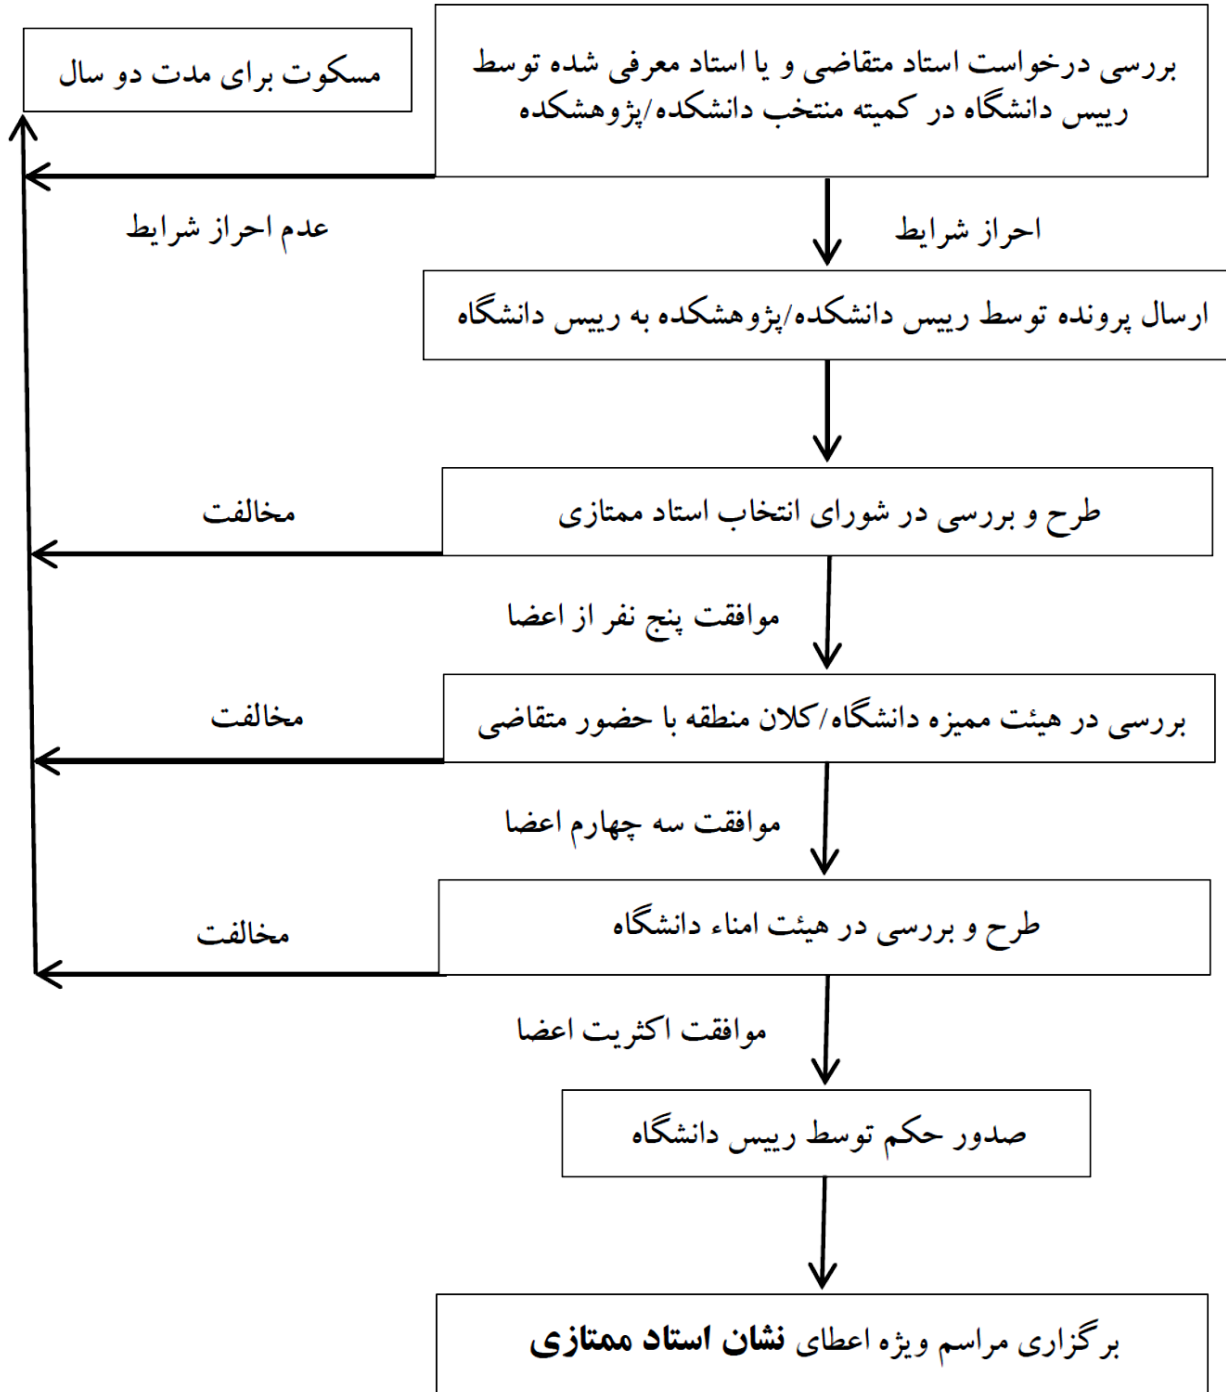 بررسی درخواست استاد متقاضی و یا استاد معرفی شده توسط
رییس دانشگاه در کمیته منتخب دانشکده/پژوهشکده
مسکوت برای مدت دو سال
احراز شرایط
عدم احراز شرایط
ارسال پرونده توسط رییس دانشکده/پژوهشکده به رییس دانشگاه
طرح و بررسی در شورای انتخاب استاد ممتازی
مخالفت
موافقت پنج نفر از اعضا
بررسی در هیئت ممیزه دانشگاه/کلان منطقه با حضور متقاضی
مخالفت
موافقت سه چهارم اعضا
طرح و بررسی در هیئت امناء دانشگاه
مخالفت
موافقت اکثریت اعضا
صدور حکم توسط رییس دانشگاه
برگزاری مراسم ویژه اعطای نشان استاد ممتازی